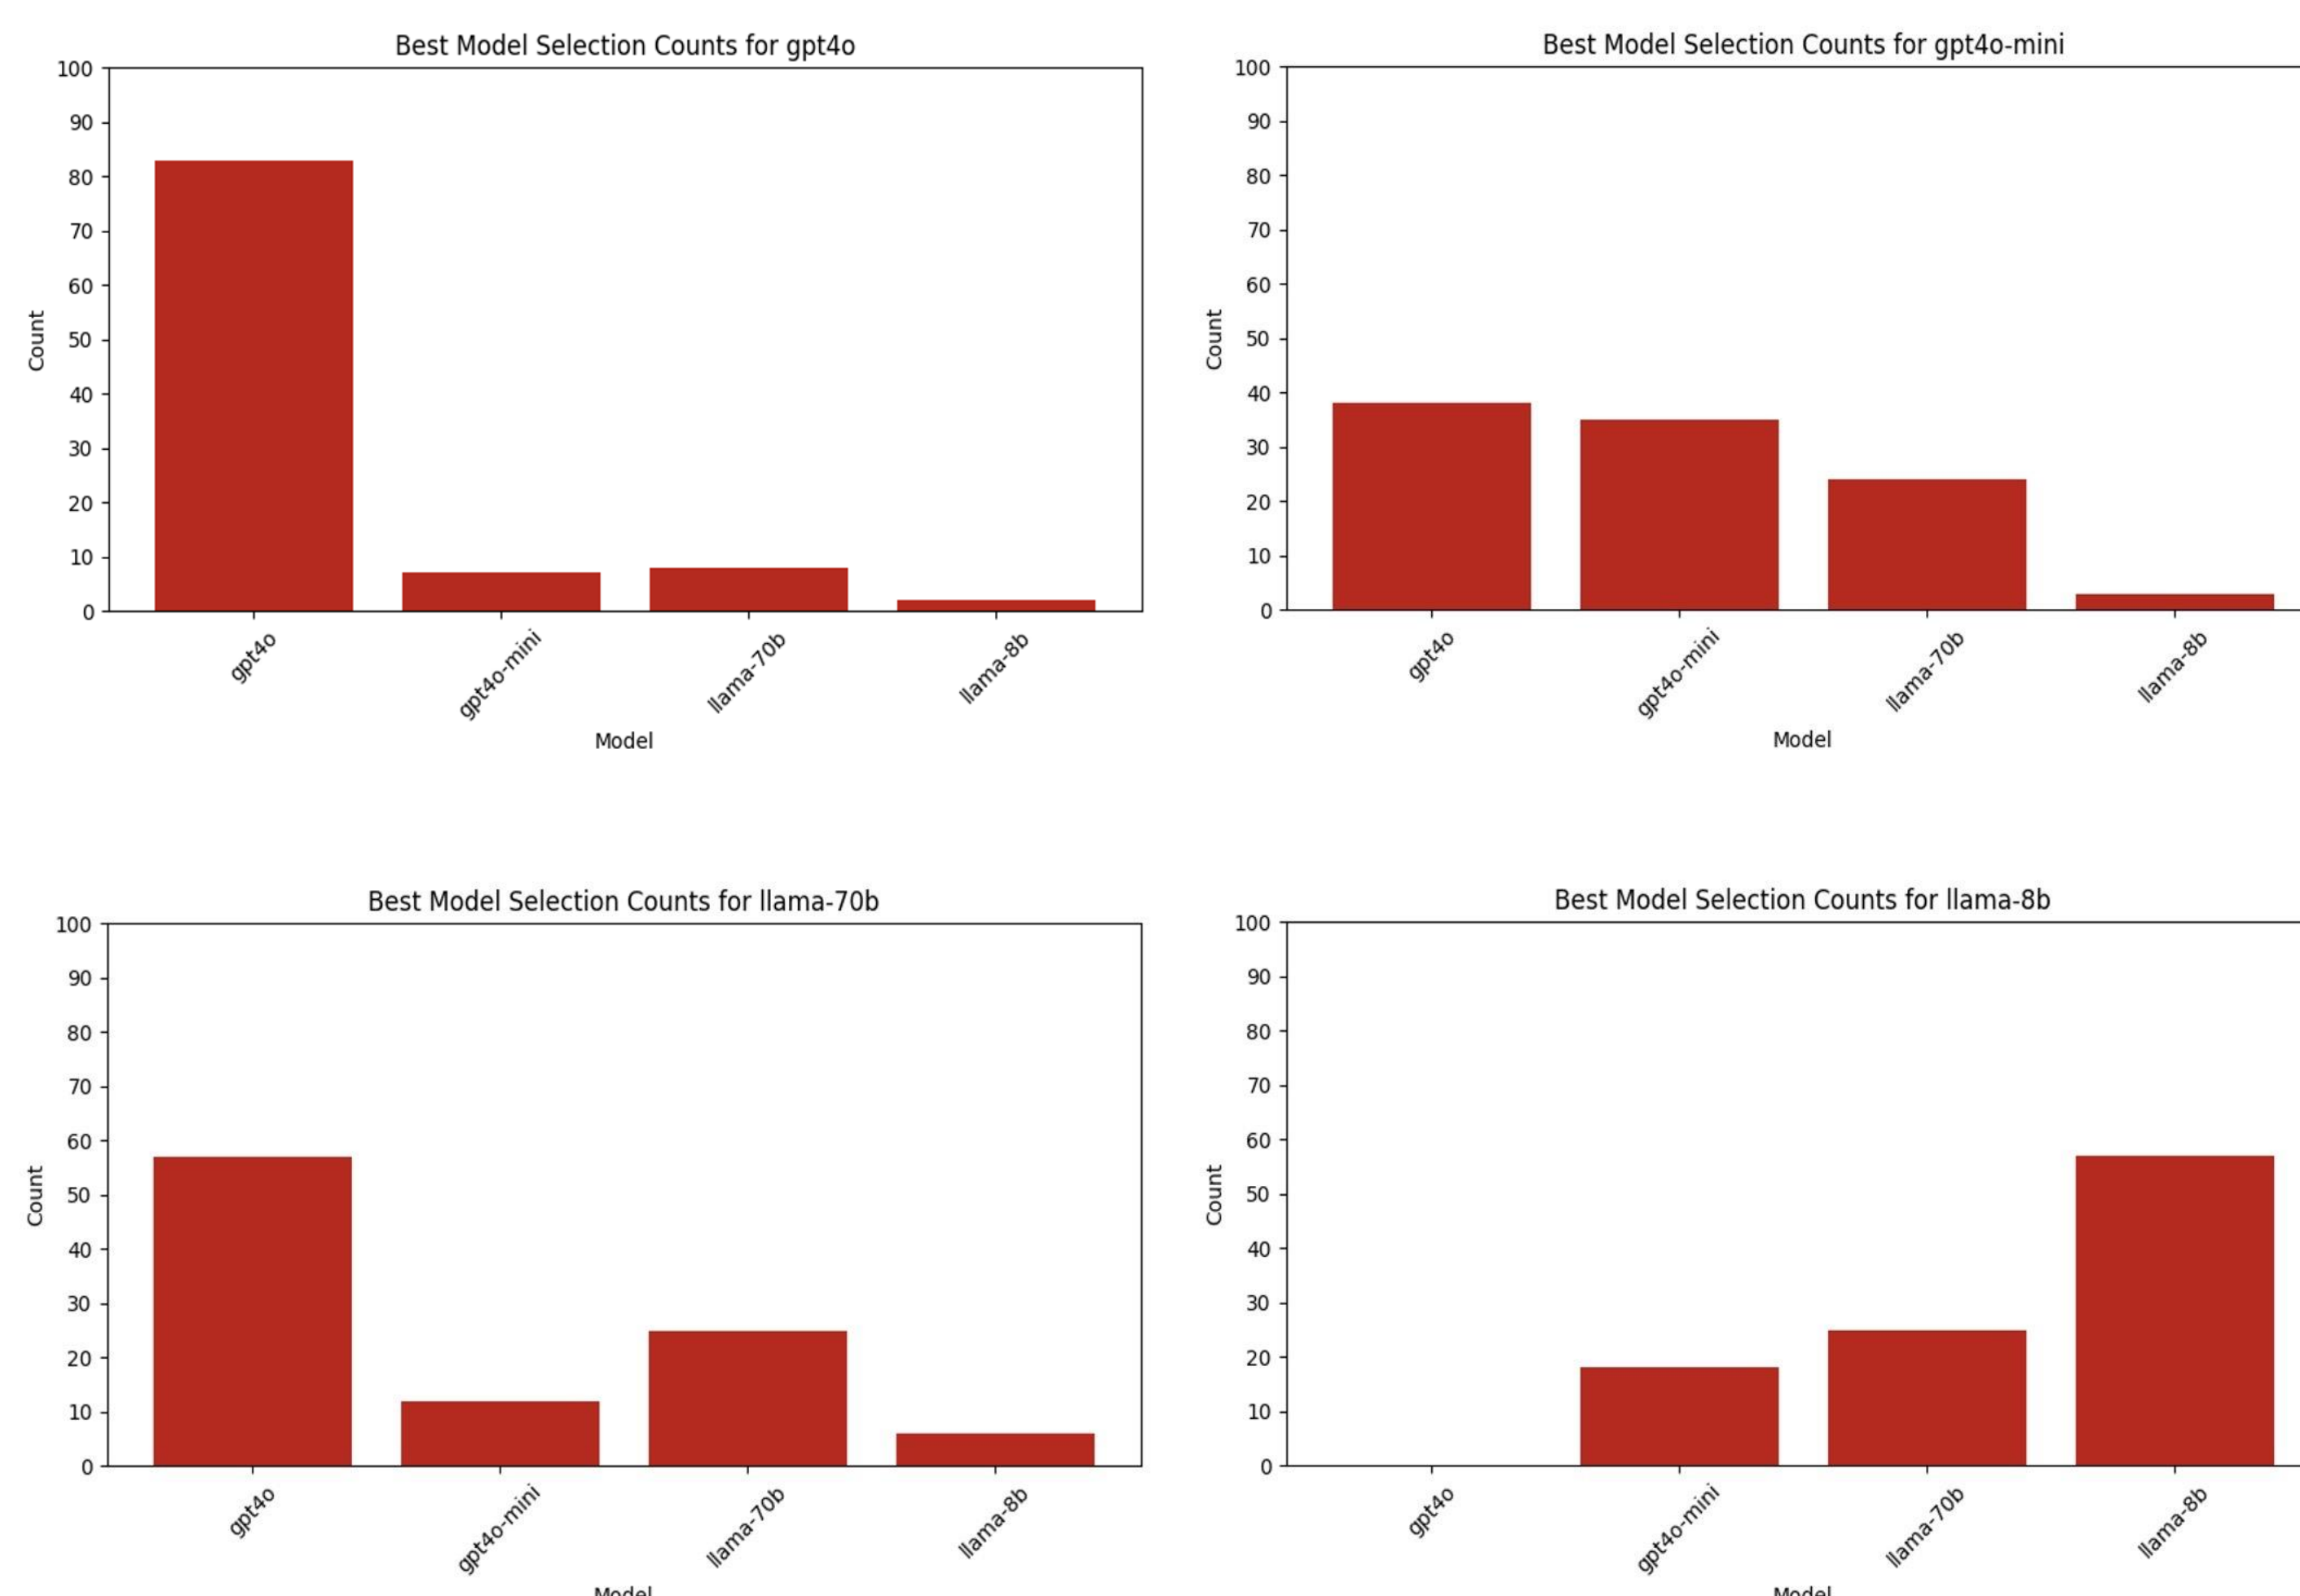 Best Model Selection Counts for gpt4o
100
90
80
70
60
50
40
30
20
10
0
Count
gpt4o
gpt4o-mini
llama-70b
llama-8b
Model
Best Model Selection Counts for gpt4o-mini
100
90
80
70
60
50
40
30
20
10
0
Count
gpt4o
gpt4o-mini
llama-70b
llama-8b
Model
Best Model Selection Counts for llama-70b
100
90
80
70
60
50
40
30
20
10
0
Count
gpt4o
gpt4o-mini
llama-70b
llama-8b
Model
Best Model Selection Counts for llama-8b
100
90
80
70
60
50
40
30
20
10
0
Count
gpt4o
gpt4o-mini
llama-70b
llama-8b
Model